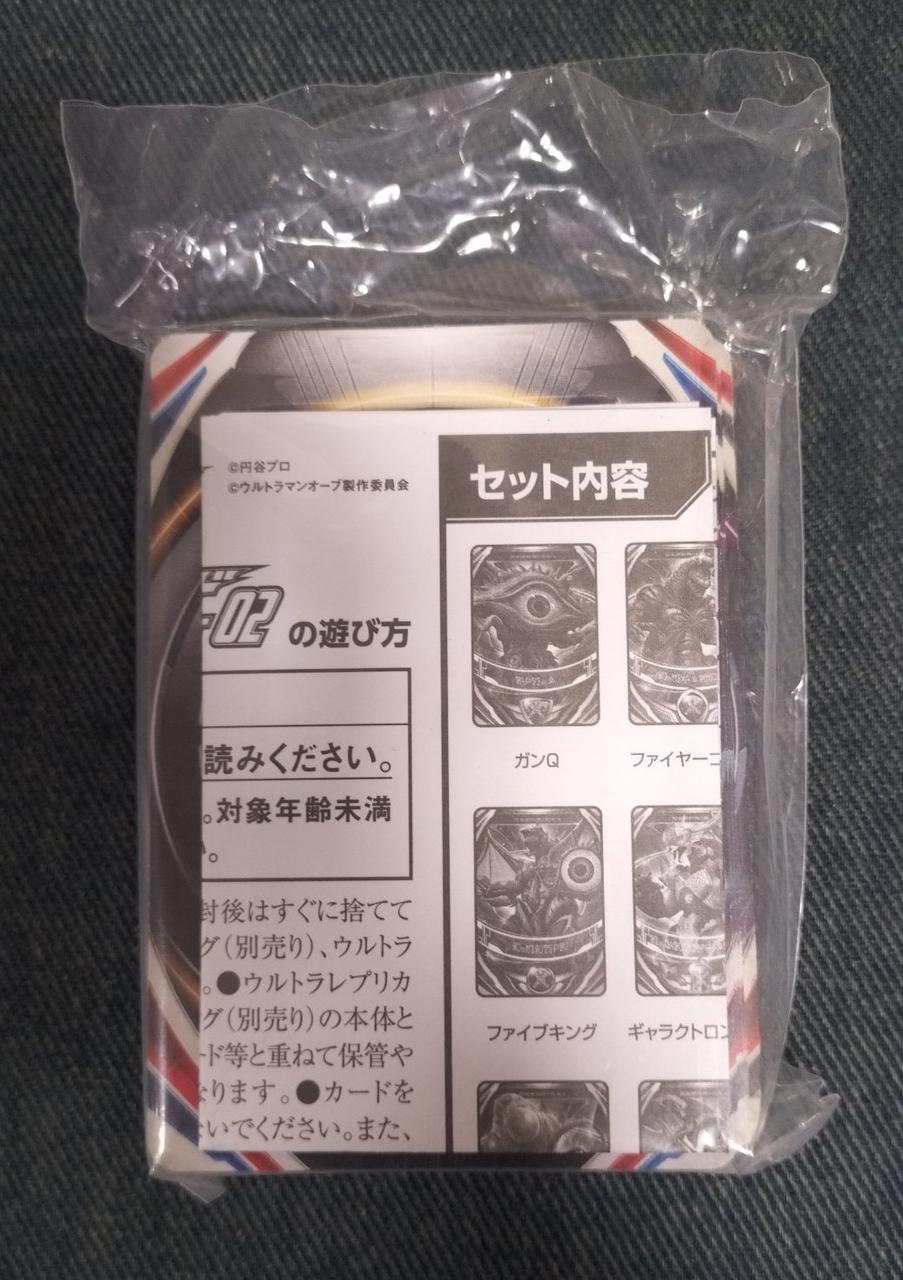 ©円谷プロ
©ウルトラマンオーブ製作委員会
02 の遊び方
読みください。
。対象年齢未満
。
封後はすぐに捨てて
グ(別売り)、ウルトラ
。●ウルトラレプリカ
グ(別売り)の本体と
ード等と重ねて保管や
なります。●カードを
いでください。また、
セット内容
ガンQ
ファイヤーゴ
ファイブキング
ギャラクトロン